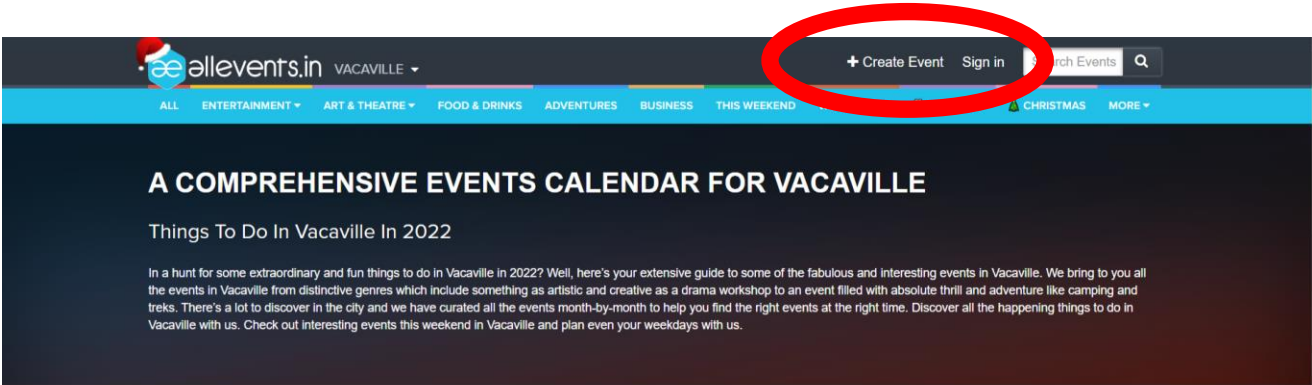 æ allevents.in VACAVILLE + Create Event Sign in Events
ALL ENTERTAINMENT ART & THEATRE FOOD & DRINKS ADVENTURES BUSINESS THIS WEEKEND CHRISTMAS MORE
A COMPREHENSIVE EVENTS CALENDAR FOR VACAVILLE
Things To Do In Vacaville In 2022
In a hunt for some extraordinary and fun things to do in Vacaville in 2022? Well, here's your extensive guide to some of the fabulous and interesting events in Vacaville. We bring to you all
the events in Vacaville from distinctive genres which include something as artistic and creative as a drama workshop to an event filled with absolute thrill and adventure like camping and
treks. There's a lot to discover in the city and we have curated all the events month-by-month to help you find the right events at the right time. Discover all the happening things to do in
Vacaville with us. Check out interesting events this weekend in Vacaville and plan even your weekdays with us.